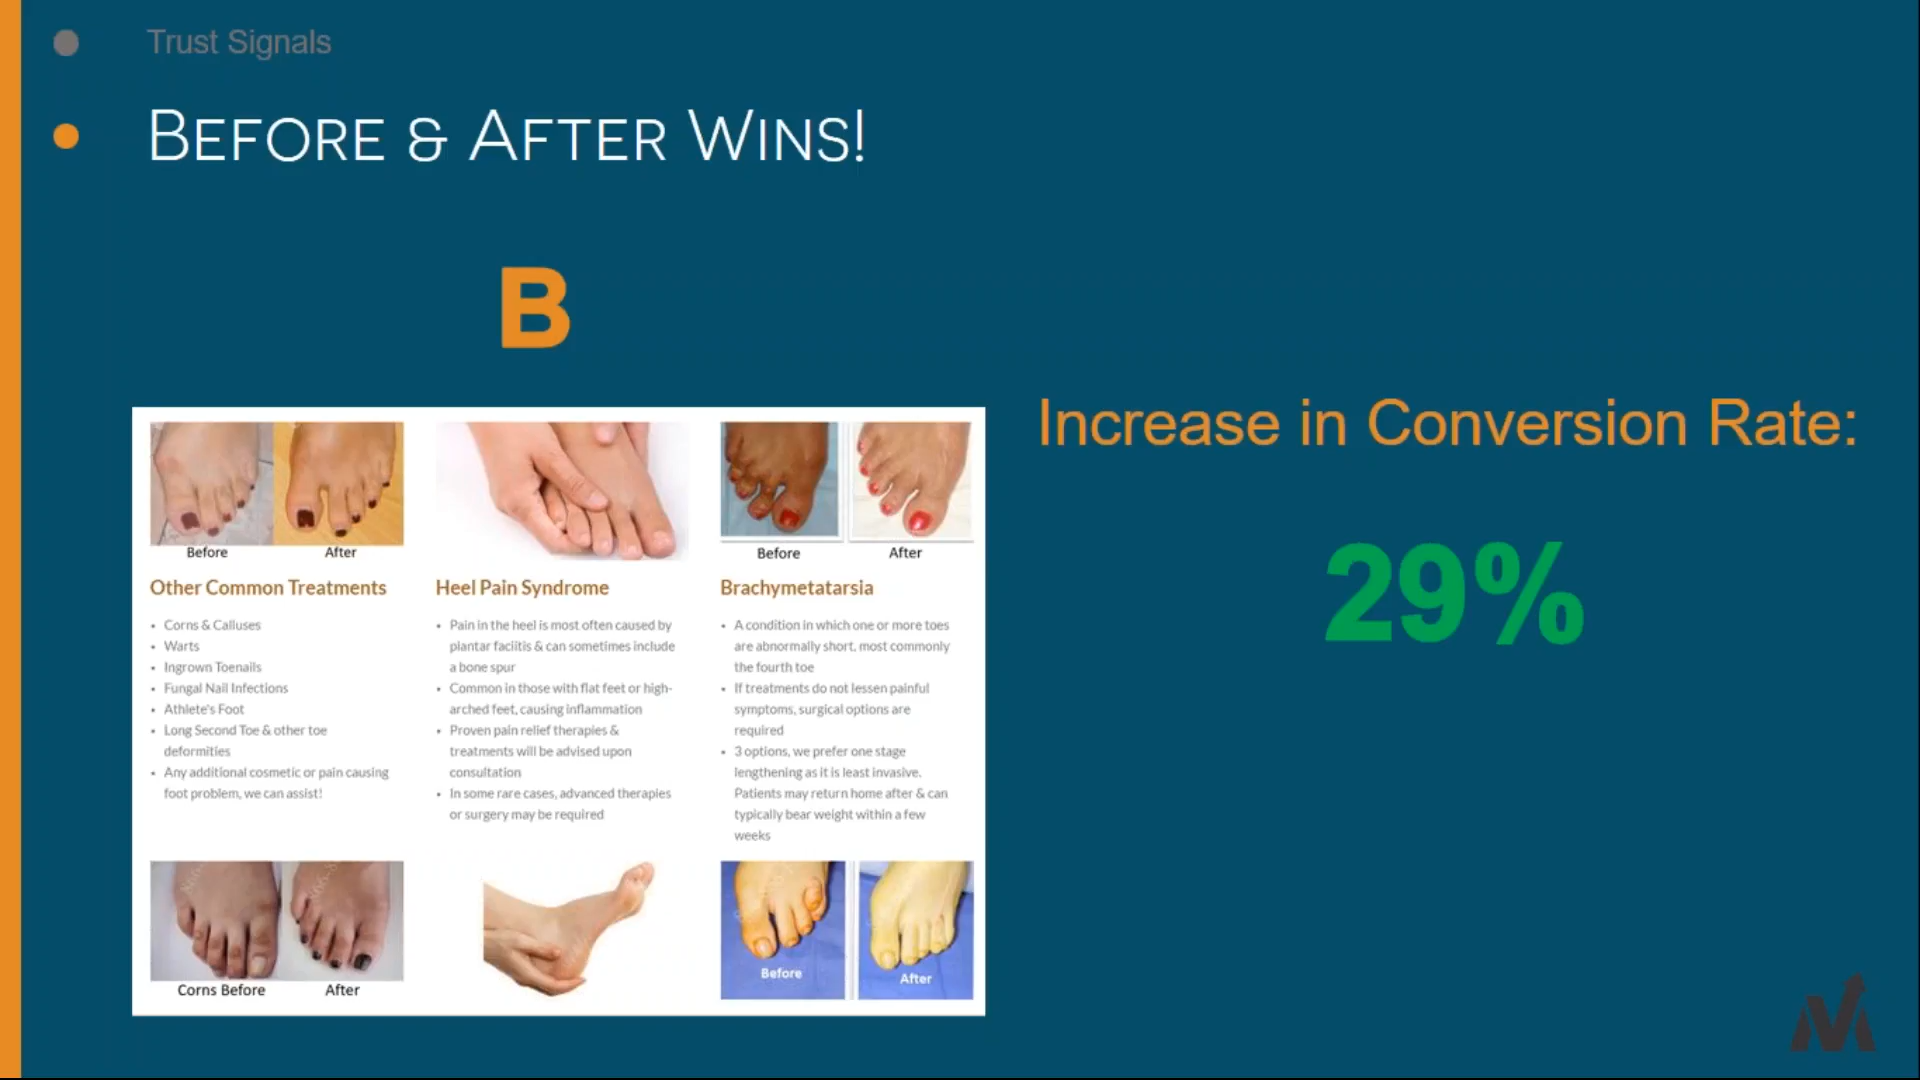 Trust Signals
BEFORE & AFTER WINS!
B
Increase in Conversion Rate:
29%
Before After
Before After
Other Common Treatments
• Corns & Calluses
• Warts
• Ingrown Toenails
• Fungal Nail Infections
• Athlete's Foot
• Long Second Toe & other toe
deformities
• Any additional cosmetic or pain causing
foot problem, we can assist!
Heel Pain Syndrome
• Pain in the heel is most often caused by
plantar faciitis & can sometimes include
a bone spur
• Common in those with flat feet or high-
arched feet, causing inflammation
• Proven pain relief therapies &
treatments will be advised upon
consultation
• In some rare cases, advanced therapies
or surgery may be required
Brachymetatarsia
• A condition in which one or more toes
are abnormally short, most commonly
the fourth toe
• If treatments do not lessen painful
symptoms, surgical options are
required
• 3 options, we prefer one stage
lengthening as it is least invasive.
Patients may return home after & can
typically bear weight within a few
weeks
Corns Before After
Before After